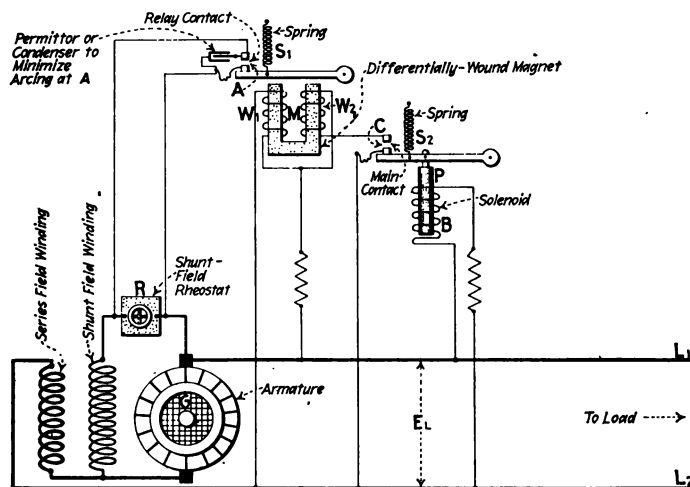 Relay Contact
Permittor or
Condenser to
Minimize
Arcing at A
Spring
S1
Differentially-Wound Magnet
A
W1
M
W2
C
Spring
S2
Main
Contact
P
Solenoid
B
Series Field Winding
Shunt Field Winding
R
Shunt-
Field
Rheostat
L1
Armature
G
EL
To Load
L2